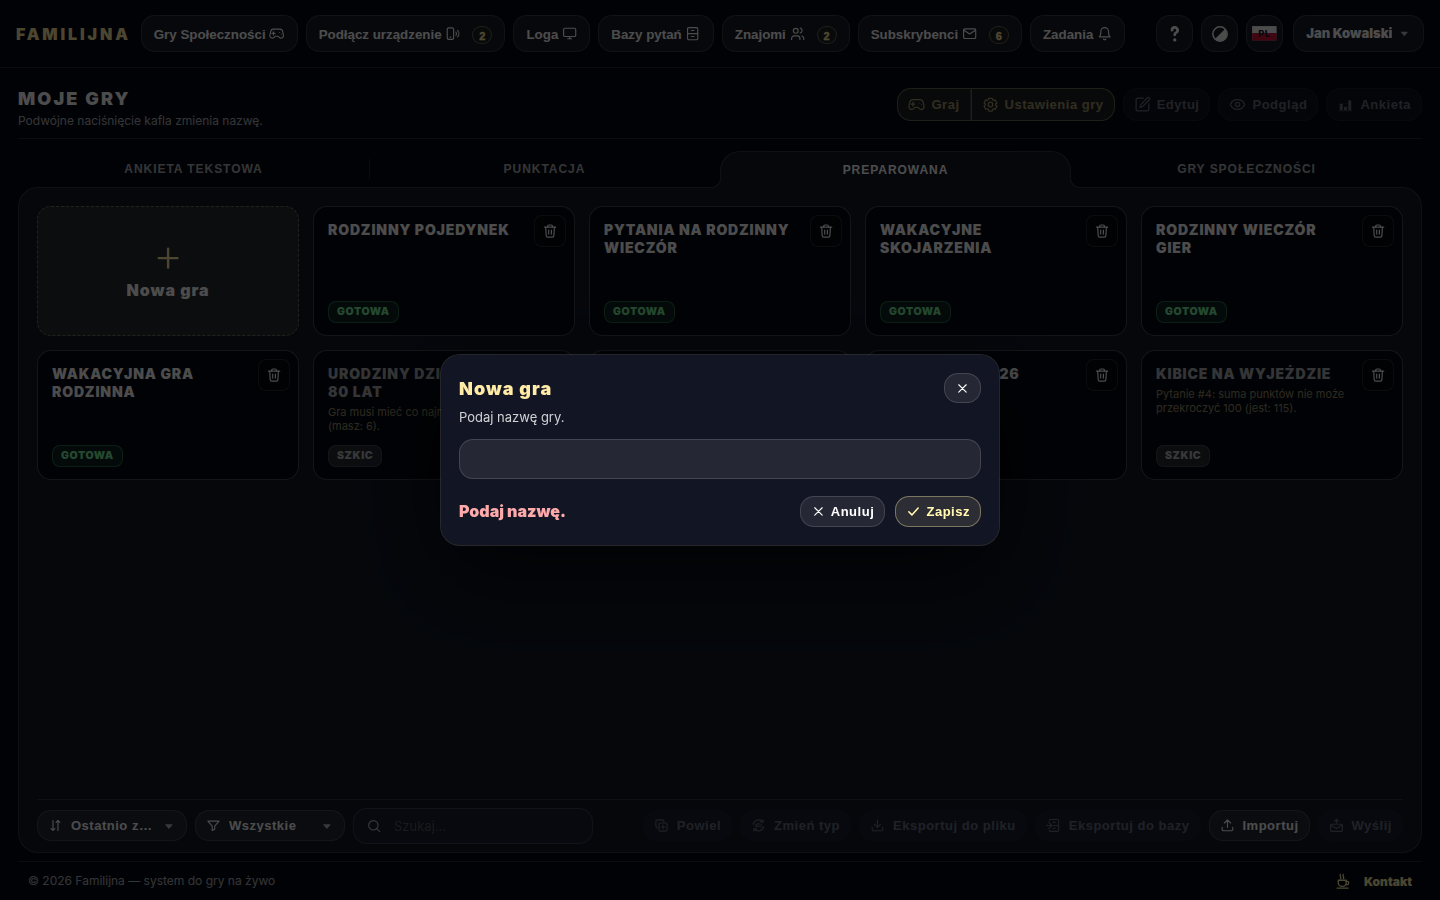 FAMILIJNA
Gry Społeczności
Podłącz urządzenie 2
Loga
Bazy pytań
Znajomi 2
Subskrybenci 6
Zadania
?
PL
Jan Kowalski
MOJE GRY
Podwójne naciśnięcie kafla zmienia nazwę.
Graj
Ustawienia gry
Edytuj
Podgląd
Ankieta
ANKIETA TEKSTOWA
PUNKTACJA
PREPAROWANA
GRY SPOŁECZNOŚCI
Nowa gra
RODZINNY POJEDYNEK
GOTOWA
PYTANIA NA RODZINNY
WIECZÓR
GOTOWA
WAKACYJNE
SKOJARZENIA
GOTOWA
RODZINNY WIECZÓR
GIER
GOTOWA
WAKACYJNA GRA
RODZINNA
GOTOWA
URODZINY
80 LAT
Gra musi mieć co
(masz: 6).
SZKIC
26
KIBICE NA WYJEŹDZIE
Pytanie #4: suma punktów nie może
przekroczyć 100 (jest: 115).
SZKIC
Nowa gra
Podaj nazwę gry.
Podaj nazwę.
Anuluj
Zapisz
Ostatnio z...
Wszystkie
Szukaj...
Powiel
Zmień typ
Eksportuj do pliku
Eksportuj do bazy
Importuj
Wyślij
© 2026 Familijna — system do gry na żywo
Kontakt